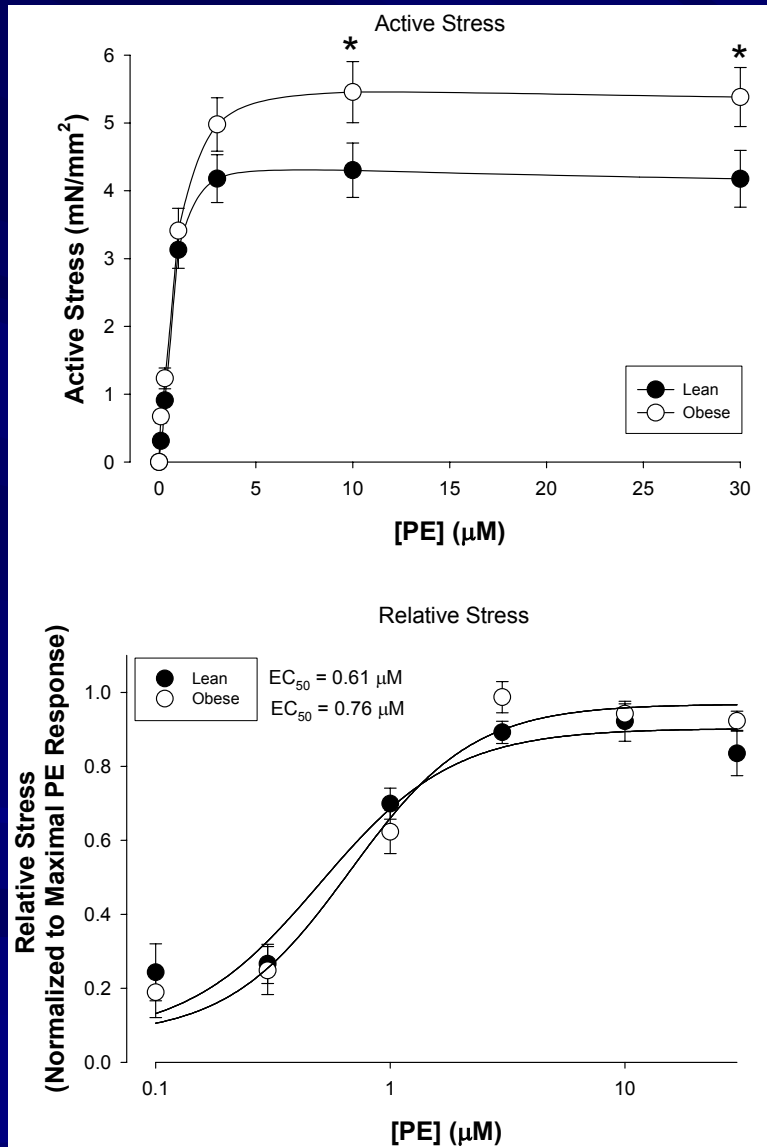 Active Stress
* *
6
5
4
3
2
1
0
Active Stress (mN/mm²)
Lean
Obese
0 5 10 15 20 25 30
[PE] (μM)
Relative Stress
Lean EC₅₀ = 0.61 μM
Obese EC₅₀ = 0.76 μM
1.0
0.8
0.6
0.4
0.2
0.0
Relative Stress
(Normalized to Maximal PE Response)
0.1 1 10
[PE] (μM)